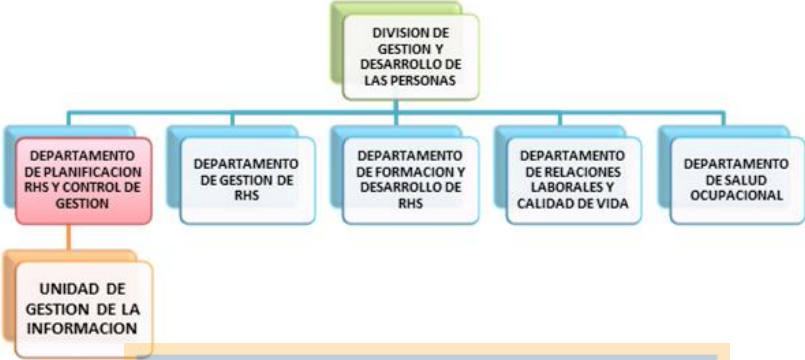 DIVISION DE
GESTION Y
DESARROLLO DE
LAS PERSONAS
DEPARTAMENTO
DE PLANIFICACION
RHS Y CONTROL DE
GESTION
DEPARTAMENTO
DE GESTION DE
RHS
DEPARTAMENTO
DE FORMACION Y
DESARROLLO DE
RHS
DEPARTAMENTO
DE RELACIONES
LABORALES Y
CALIDAD DE VIDA
DEPARTAMENTO
DE SALUD
OCUPACIONAL
UNIDAD DE
GESTION DE LA
INFORMACION